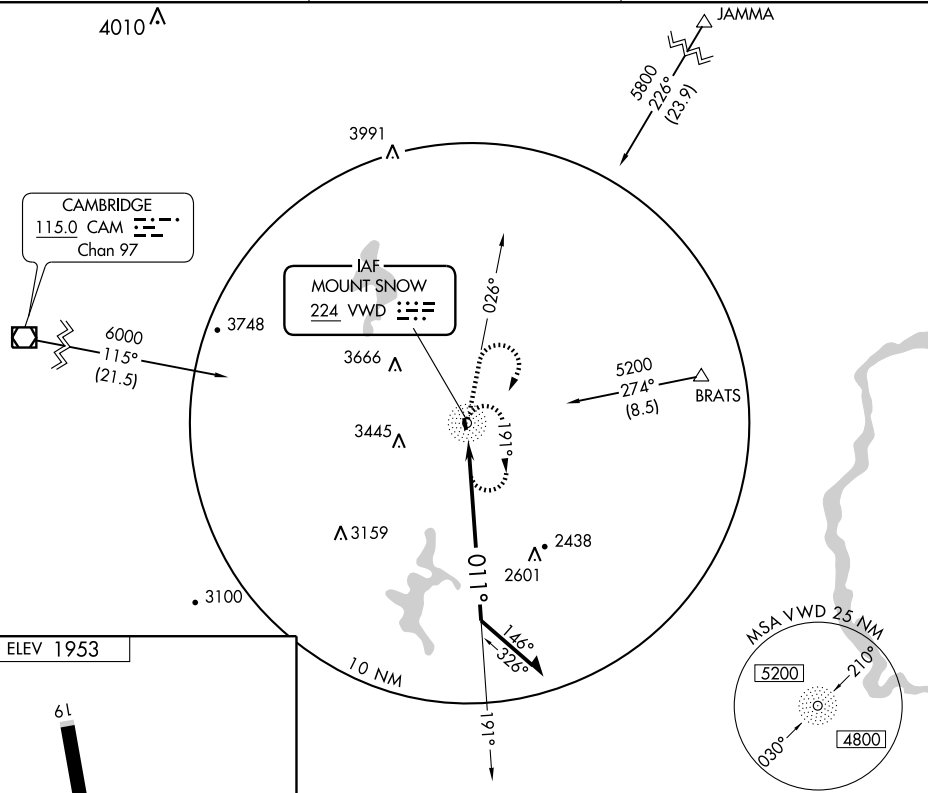 4010
JAMMA
5800
226°
(23.9)
3991
CAMBRIDGE
115.0 CAM
Chan 97
IAF
MOUNT SNOW
224 VWD
026°
3748
6000
115°
(21.5)
3666
5200
274°
(8.5)
BRATS
3445
191°
3159
2438
2601
011°
3100
146°
326°
10 NM
191°
MSA VWD 25 NM
5200
210°
030°
4800
ELEV 1953
19